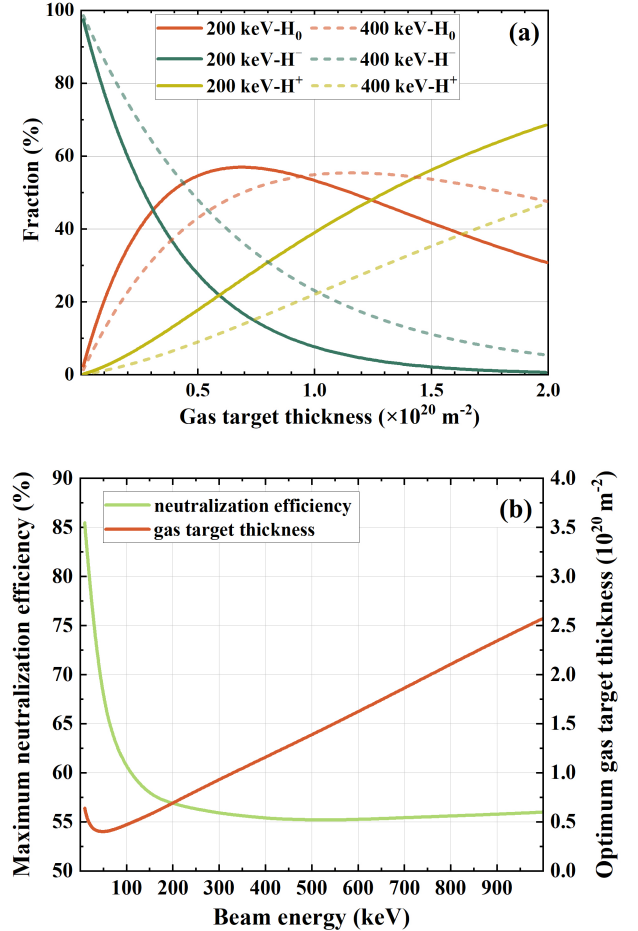 100
80
60
40
20
0
Fraction (%)
200 keV-H₀
400 keV-H₀
200 keV-H⁻
400 keV-H⁻
200 keV-H⁺
400 keV-H⁺
(a)
0.5
1.0
1.5
2.0
Gas target thickness (×10²⁰ m⁻²)
90
85
80
75
70
65
60
55
50
Maximum neutralization efficiency (%)
neutralization efficiency
gas target thickness
(b)
4.0
3.5
3.0
2.5
2.0
1.5
1.0
0.5
0.0
Optimum gas target thickness (10²⁰ m⁻²)
100 200 300 400 500 600 700 800 900
Beam energy (keV)